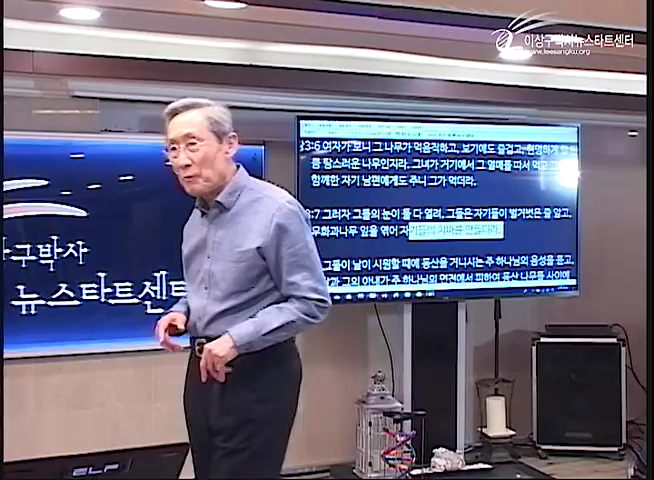 이상구박사뉴스타트센터
www.leesangku.org
3:6 여자가 보니 그 나무가 먹음직하고, 보기에도 즐겁고, 현명하게 할
큼 탐스러운 나무인지라. 그녀가 거기에서 그 열매를 따서 먹고
함께한 자기 남편에게도 주니 그가 먹더라.
:7 그러자 그들의 눈이 둘 다 열려, 그들은 자기들이 벌거벗은 줄 알고,
무화과나무 잎을 엮어 자기들의 치마를 만들더라.
그들이 날이 시원할 때에 동산을 거니시는 주 하나님의 음성을 듣고,
과 그의 아내가 주 하나님의 면전에서 피하여 동산 나무들 사이에
구박사
뉴스타트센트
ELF